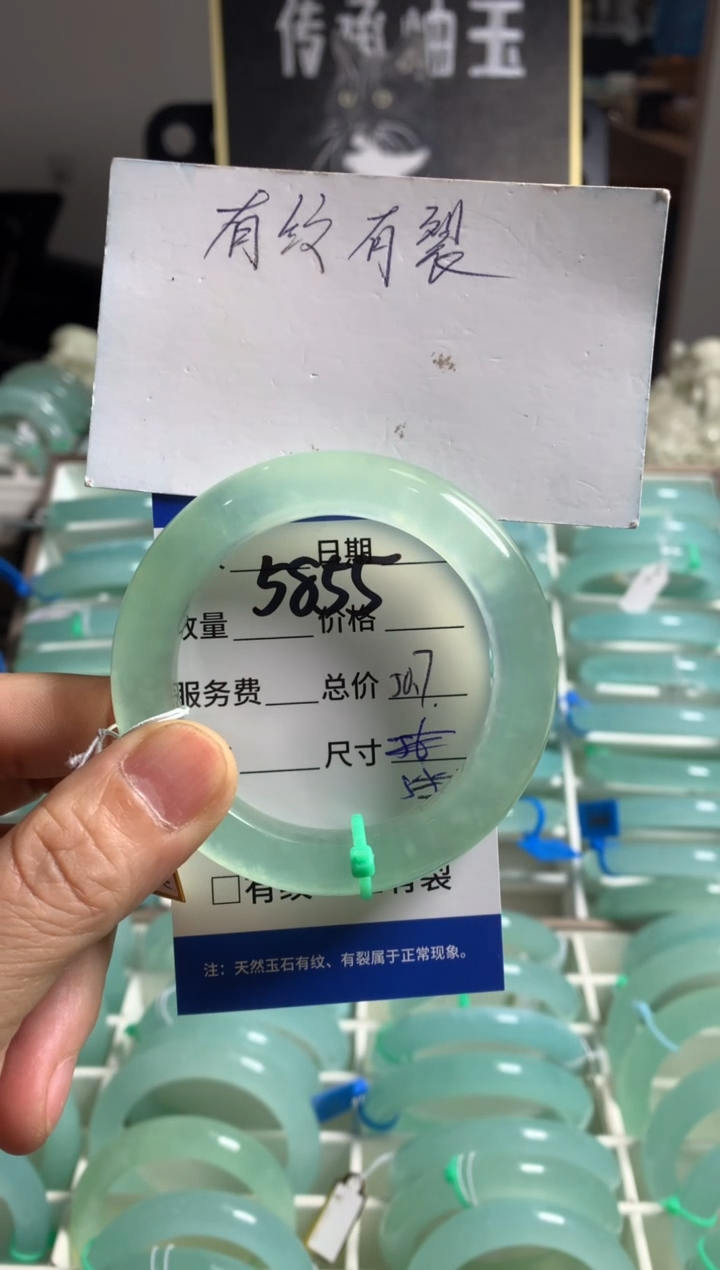 传承油玉
有纹有裂
日期
5855
数量 价格
服务费 总价
尺寸
□有纹 有裂
注：天然玉石有纹、有裂属于正常现象。